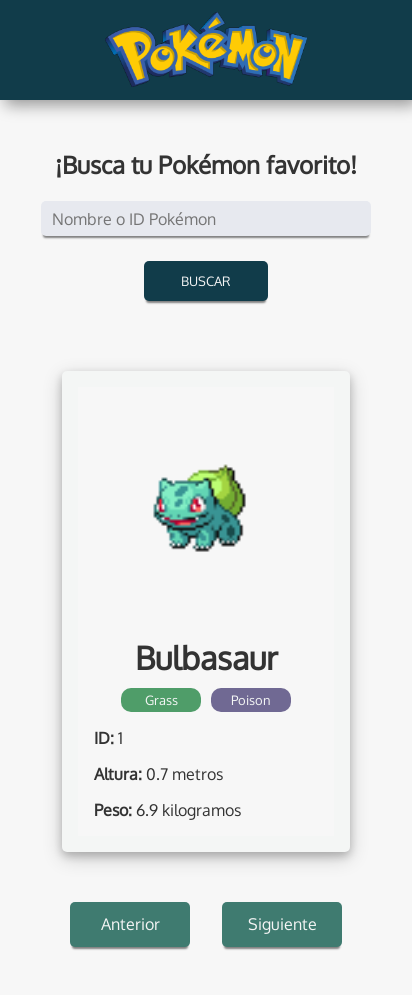 POKéMON
¡Busca tu Pokémon favorito!
Nombre o ID Pokémon
BUSCAR
Bulbasaur
Grass Poison
ID: 1
Altura: 0.7 metros
Peso: 6.9 kilogramos
Anterior Siguiente